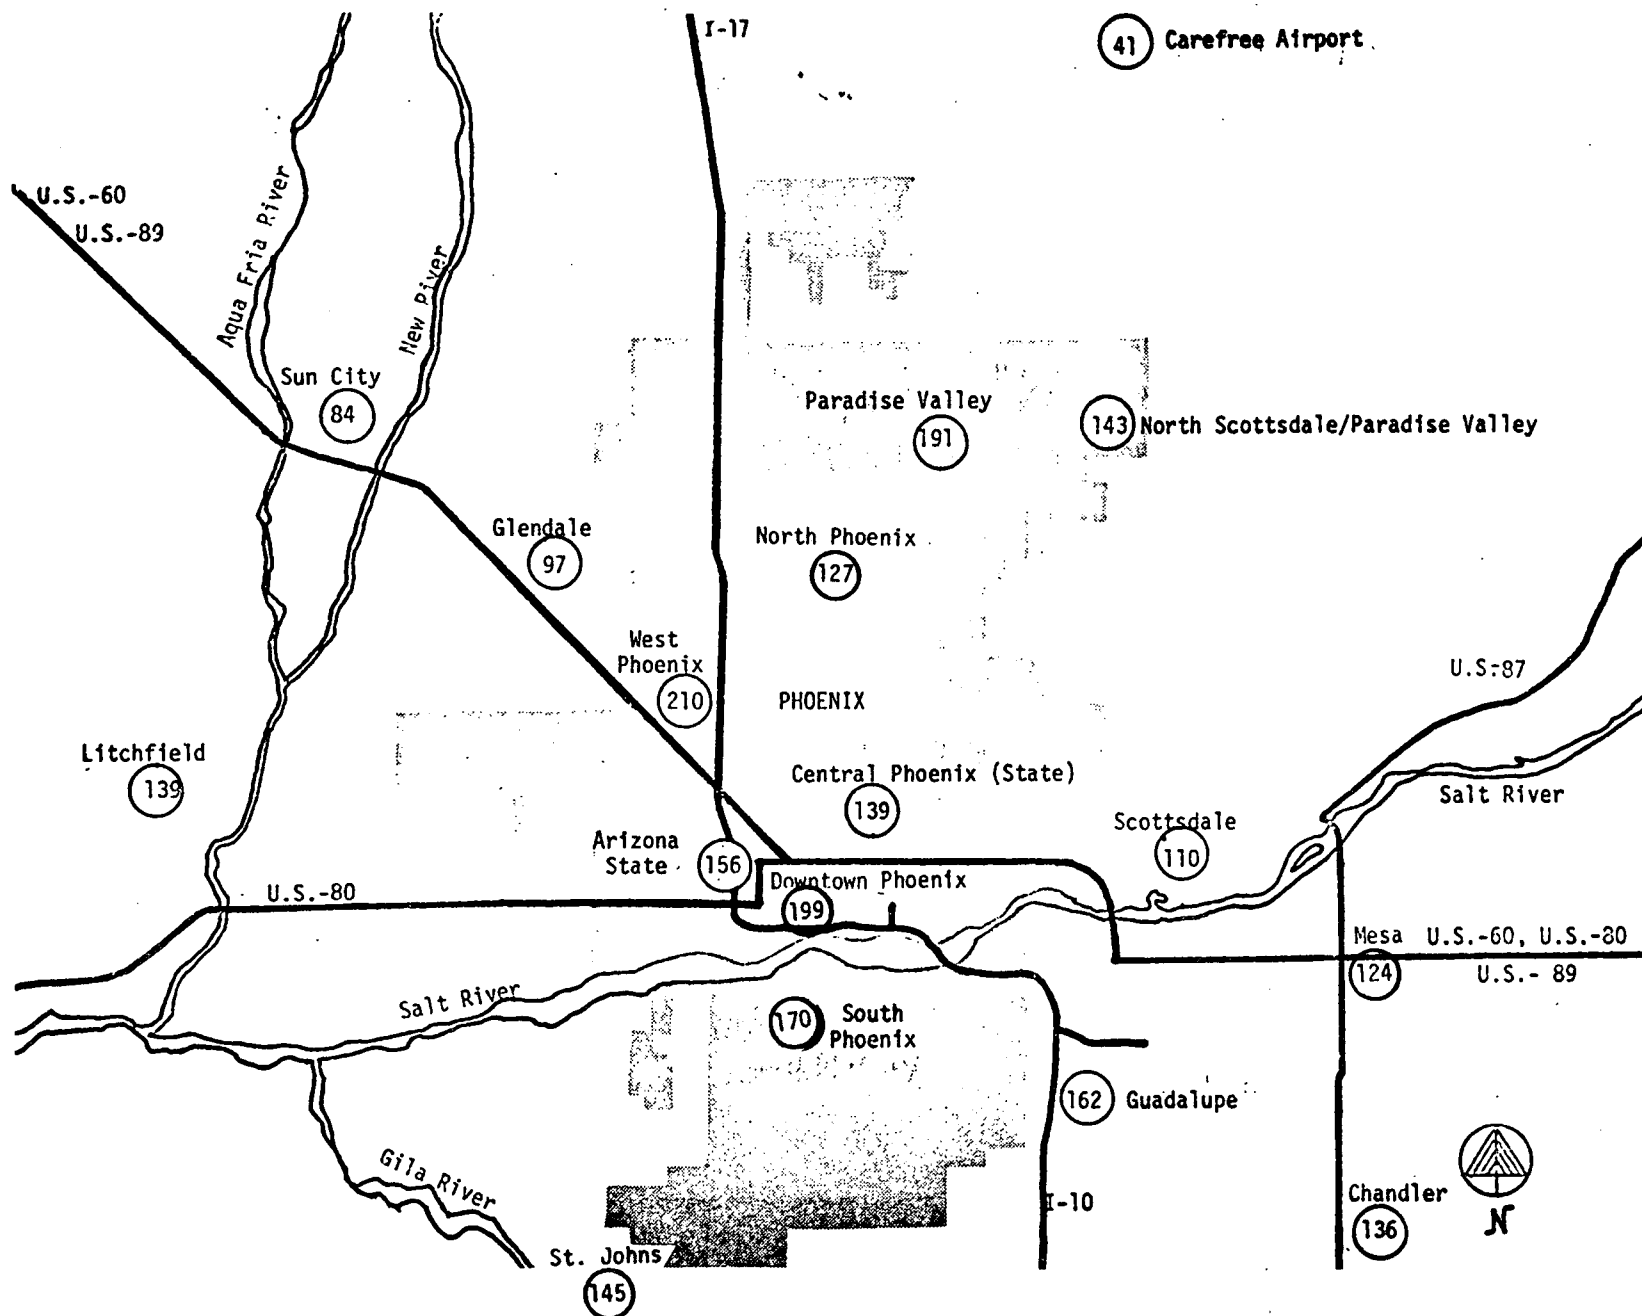 I-17
41 Carefree Airport
U.S.-60
U.S.-89
Aqua Fria River
New River
Sun City
84
Paradise Valley
191
143 North Scottsdale/Paradise Valley
Glendale
97
North Phoenix
127
West
Phoenix
210
PHOENIX
U.S.-87
Litchfield
139
Central Phoenix (State)
139
Salt River
Scottsdale
110
Arizona
State
156
U.S.-80
Downtown Phoenix
199
Mesa U.S.-60, U.S.-80
124
U.S.- 89
Salt River
170
South
Phoenix
162 Guadalupe
Gila River
I-10
Chandler
136
N
St. Johns
145